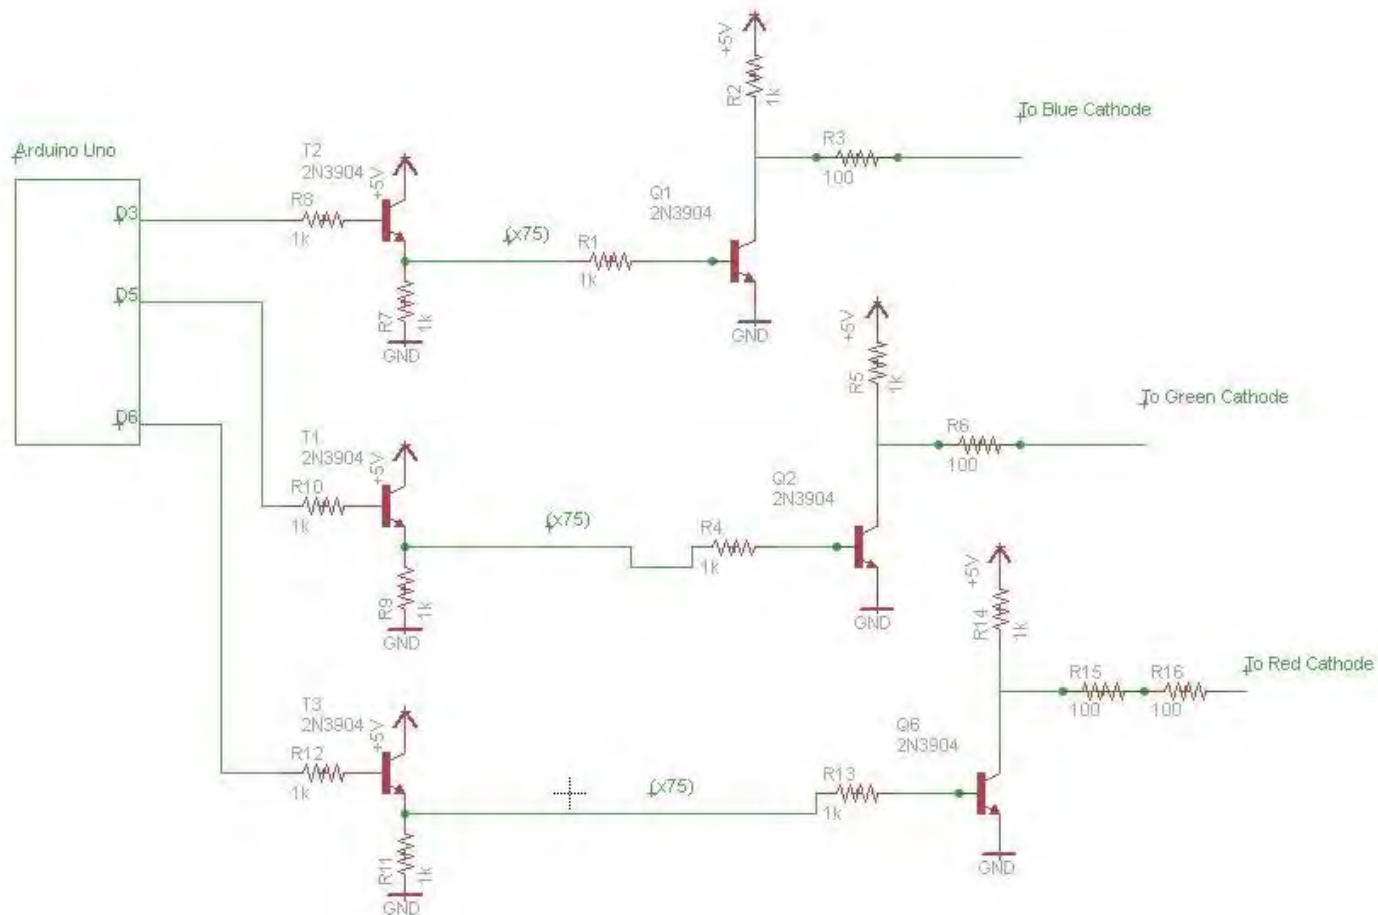 Arduino Uno
D3
D5
D6
T2
2N3904
+5V
R8
1k
R7
1k
GND
(x75)
R1
1k
Q1
2N3904
GND
+5V
R2
1k
R3
100
To Blue Cathode
T1
2N3904
+5V
R10
1k
R9
1k
GND
(x75)
R4
1k
Q2
2N3904
GND
+5V
R5
1k
R6
100
To Green Cathode
T3
2N3904
+5V
R12
1k
R11
1k
GND
(x75)
R13
1k
Q6
2N3904
GND
+5V
R14
1k
R15
100
R16
100
To Red Cathode